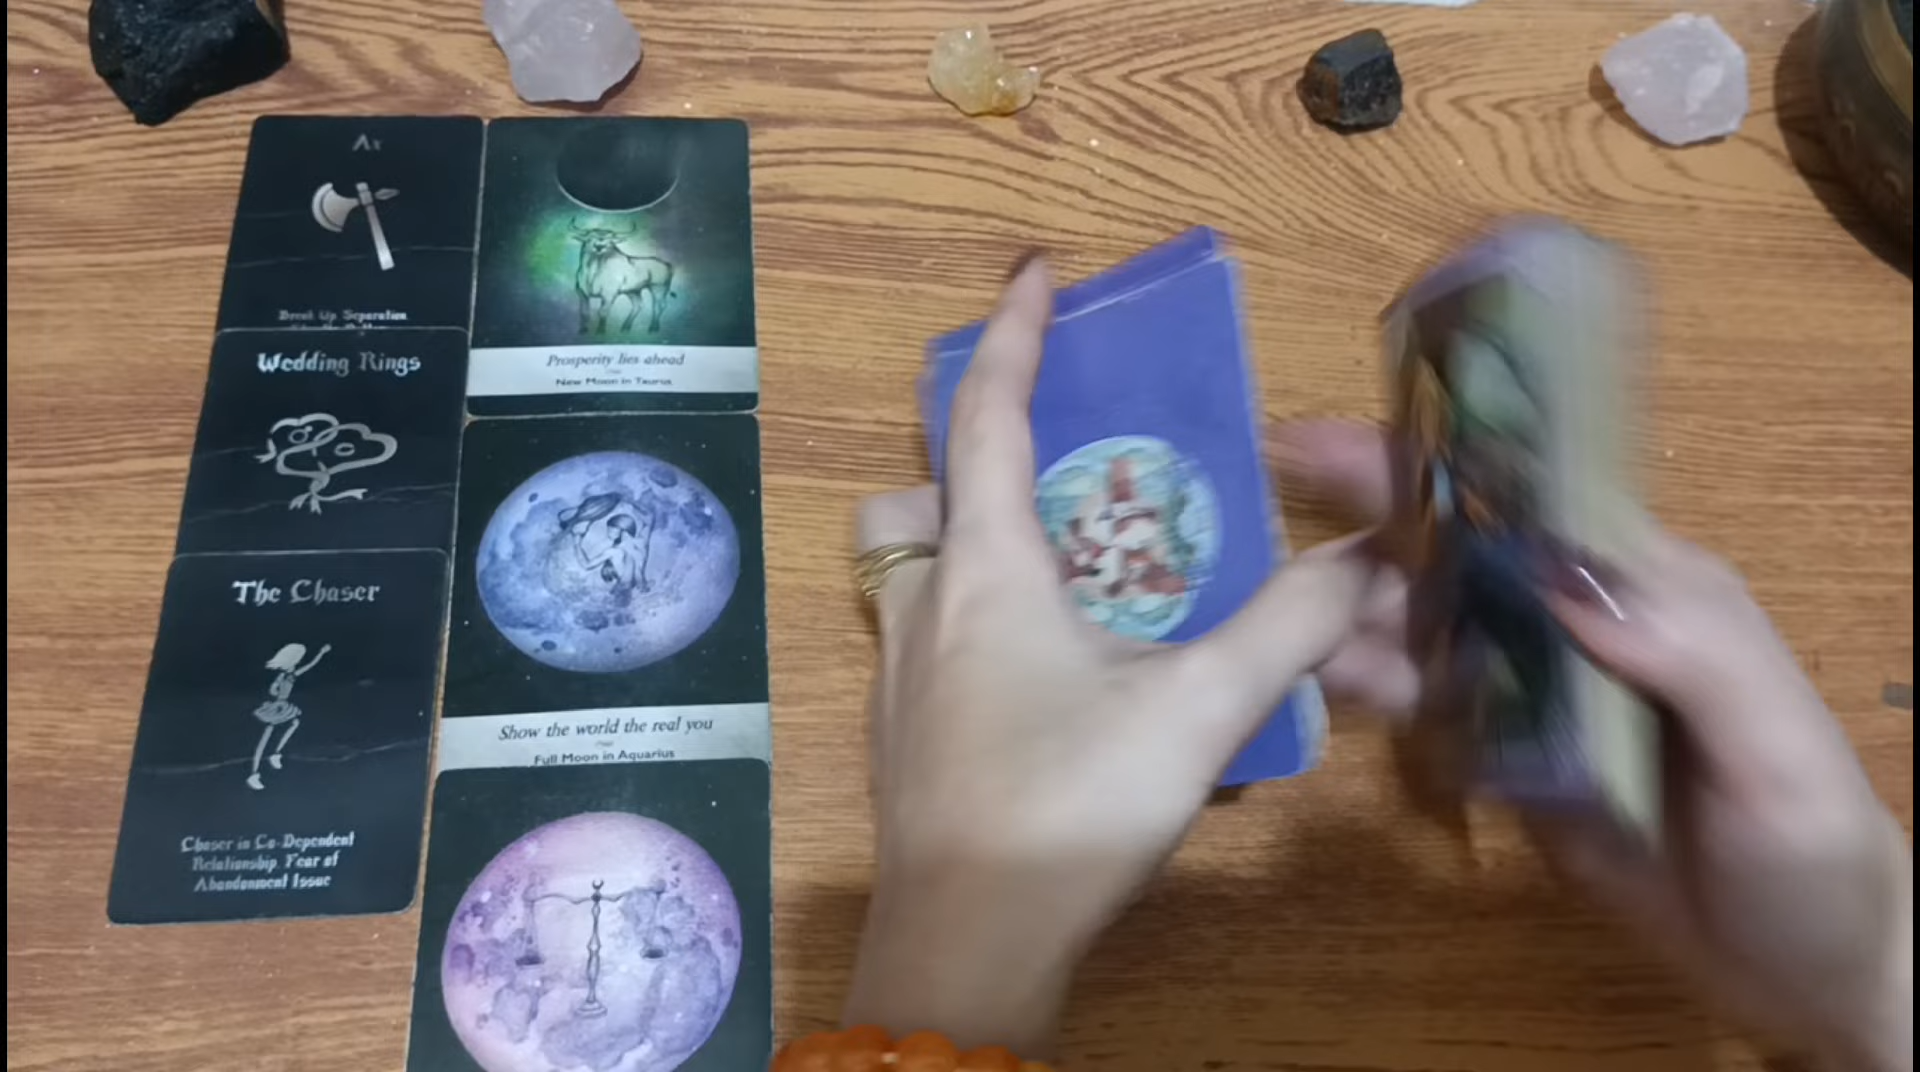 Ax
Break Up, Separation
Wedding Rings
The Chaser
Chaser in Co-Dependent
Relationship, Fear of
Abandonment Issue
Prosperity lies ahead
New Moon in Taurus
Show the world the real you
Full Moon in Aquarius